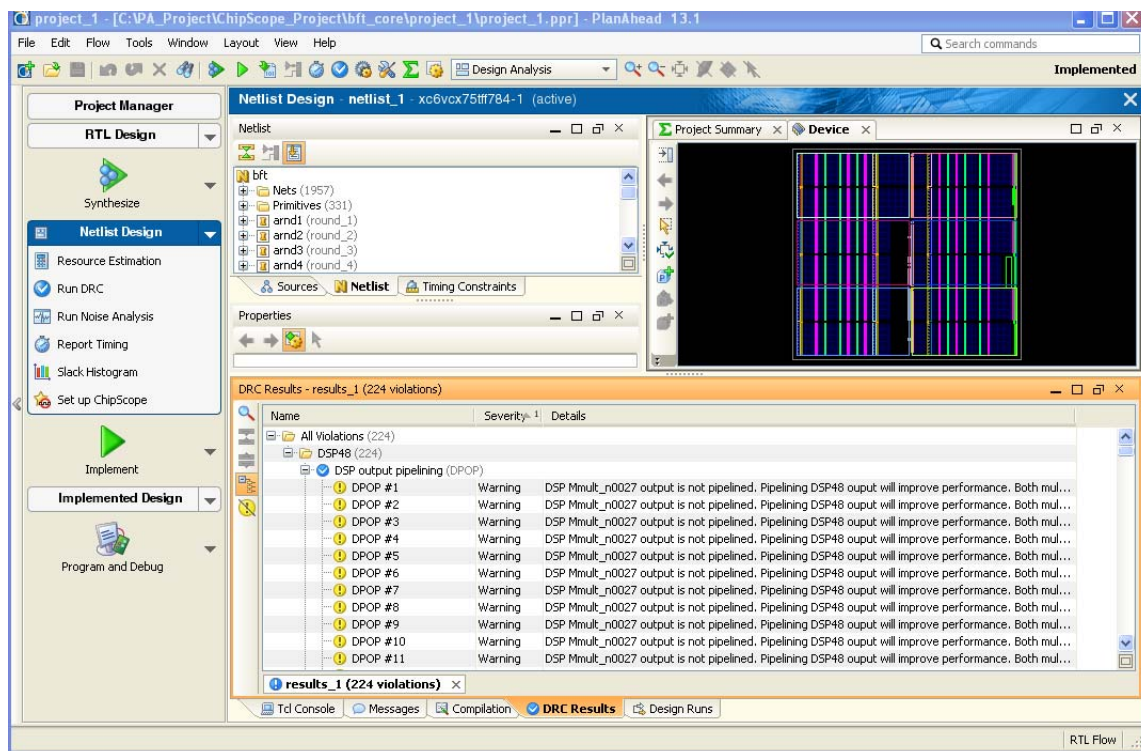 project_1 - [C:\PA_Project\ChipScope_Project\bft_core\project_1\project_1.ppr] - PlanAhead 13.1
File Edit Flow Tools Window Layout View Help
Search commands
Design Analysis
Implemented
Project Manager
RTL Design
Synthesize
Netlist Design
Resource Estimation
Run DRC
Run Noise Analysis
Report Timing
Slack Histogram
Set up ChipScope
Implement
Implemented Design
Program and Debug
Netlist Design - netlist_1 - xc6vcx75tff784-1 (active)
Netlist
bft
Nets (1957)
Primitives (331)
arnd1 (round_1)
arnd2 (round_2)
arnd3 (round_3)
arnd4 (round_4)
Sources Netlist Timing Constraints
Properties
Project Summary Device
DRC Results - results_1 (224 violations)
Name Severity 1 Details
All Violations (224)
DSP48 (224)
DSP output pipelining (DPOP)
DPOP #1 Warning DSP Mmult_n0027 output is not pipelined. Pipelining DSP48 ouput will improve performance. Both mul...
DPOP #2 Warning DSP Mmult_n0027 output is not pipelined. Pipelining DSP48 ouput will improve performance. Both mul...
DPOP #3 Warning DSP Mmult_n0027 output is not pipelined. Pipelining DSP48 ouput will improve performance. Both mul...
DPOP #4 Warning DSP Mmult_n0027 output is not pipelined. Pipelining DSP48 ouput will improve performance. Both mul...
DPOP #5 Warning DSP Mmult_n0027 output is not pipelined. Pipelining DSP48 ouput will improve performance. Both mul...
DPOP #6 Warning DSP Mmult_n0027 output is not pipelined. Pipelining DSP48 ouput will improve performance. Both mul...
DPOP #7 Warning DSP Mmult_n0027 output is not pipelined. Pipelining DSP48 ouput will improve performance. Both mul...
DPOP #8 Warning DSP Mmult_n0027 output is not pipelined. Pipelining DSP48 ouput will improve performance. Both mul...
DPOP #9 Warning DSP Mmult_n0027 output is not pipelined. Pipelining DSP48 ouput will improve performance. Both mul...
DPOP #10 Warning DSP Mmult_n0027 output is not pipelined. Pipelining DSP48 ouput will improve performance. Both mul...
DPOP #11 Warning DSP Mmult_n0027 output is not pipelined. Pipelining DSP48 ouput will improve performance. Both mul...
results_1 (224 violations)
Tcl Console Messages Compilation DRC Results Design Runs
RTL Flow